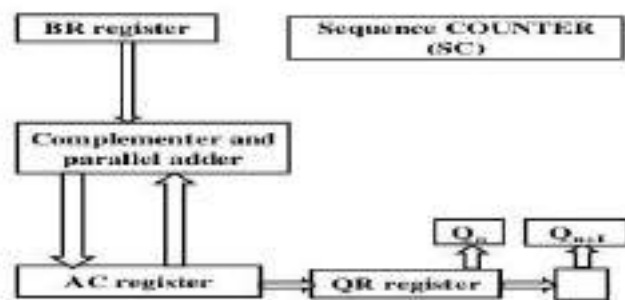 BR register
Sequence COUNTER
(SC)
Complementer and
parallel adder
Qn
Qn+1
AC register
QR register